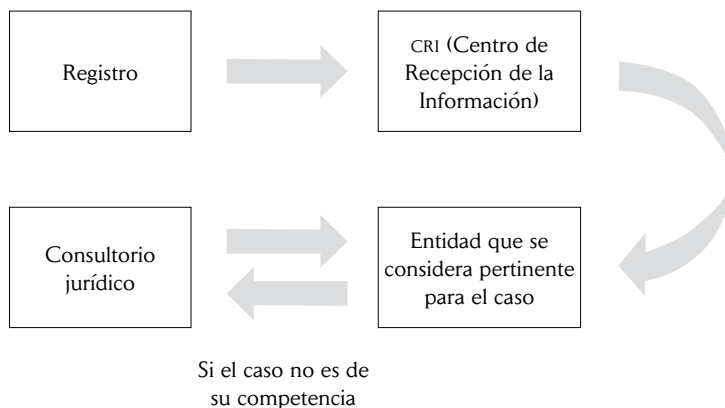 Registro
CRI (Centro de
Recepción de la
Información)
Consultorio
jurídico
Entidad que se
considera pertinente
para el caso
Si el caso no es de
su competencia